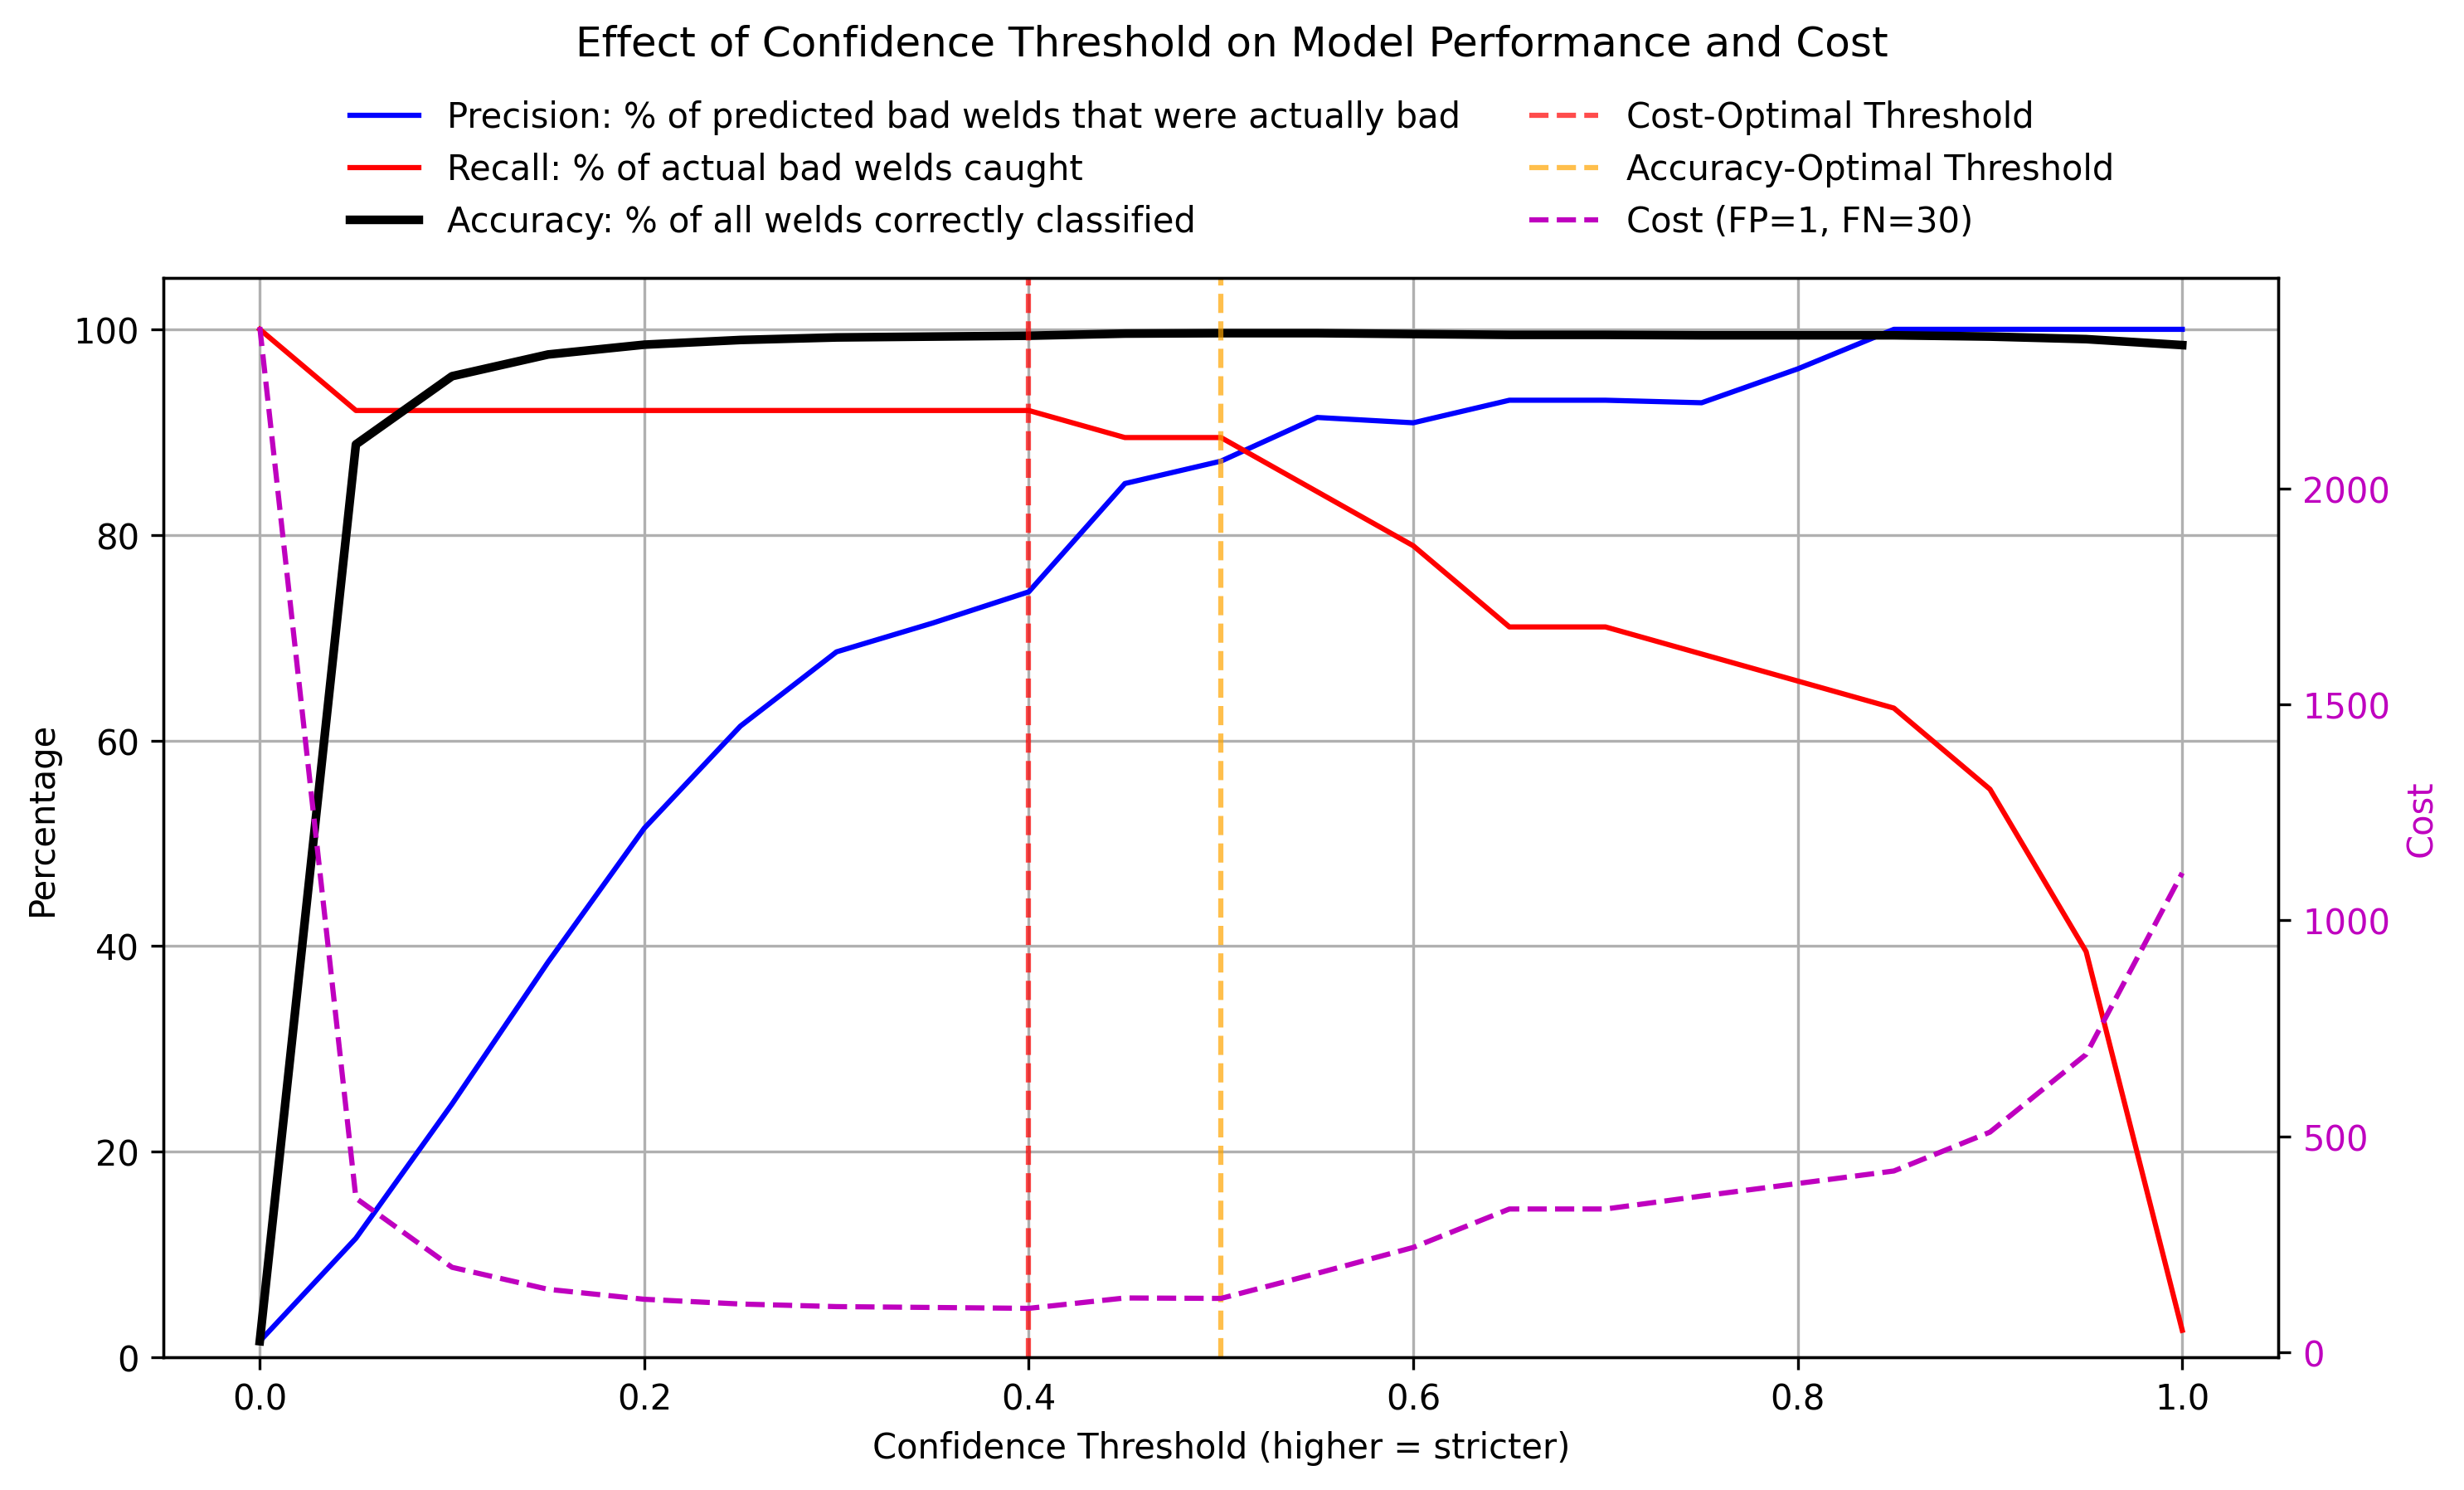 Effect of Confidence Threshold on Model Performance and Cost
Precision: % of predicted bad welds that were actually bad
Recall: % of actual bad welds caught
Accuracy: % of all welds correctly classified
Cost-Optimal Threshold
Accuracy-Optimal Threshold
Cost (FP=1, FN=30)
Percentage
100
80
60
40
20
0
2000
1500
1000
500
0
Cost
0.0 0.2 0.4 0.6 0.8 1.0
Confidence Threshold (higher = stricter)